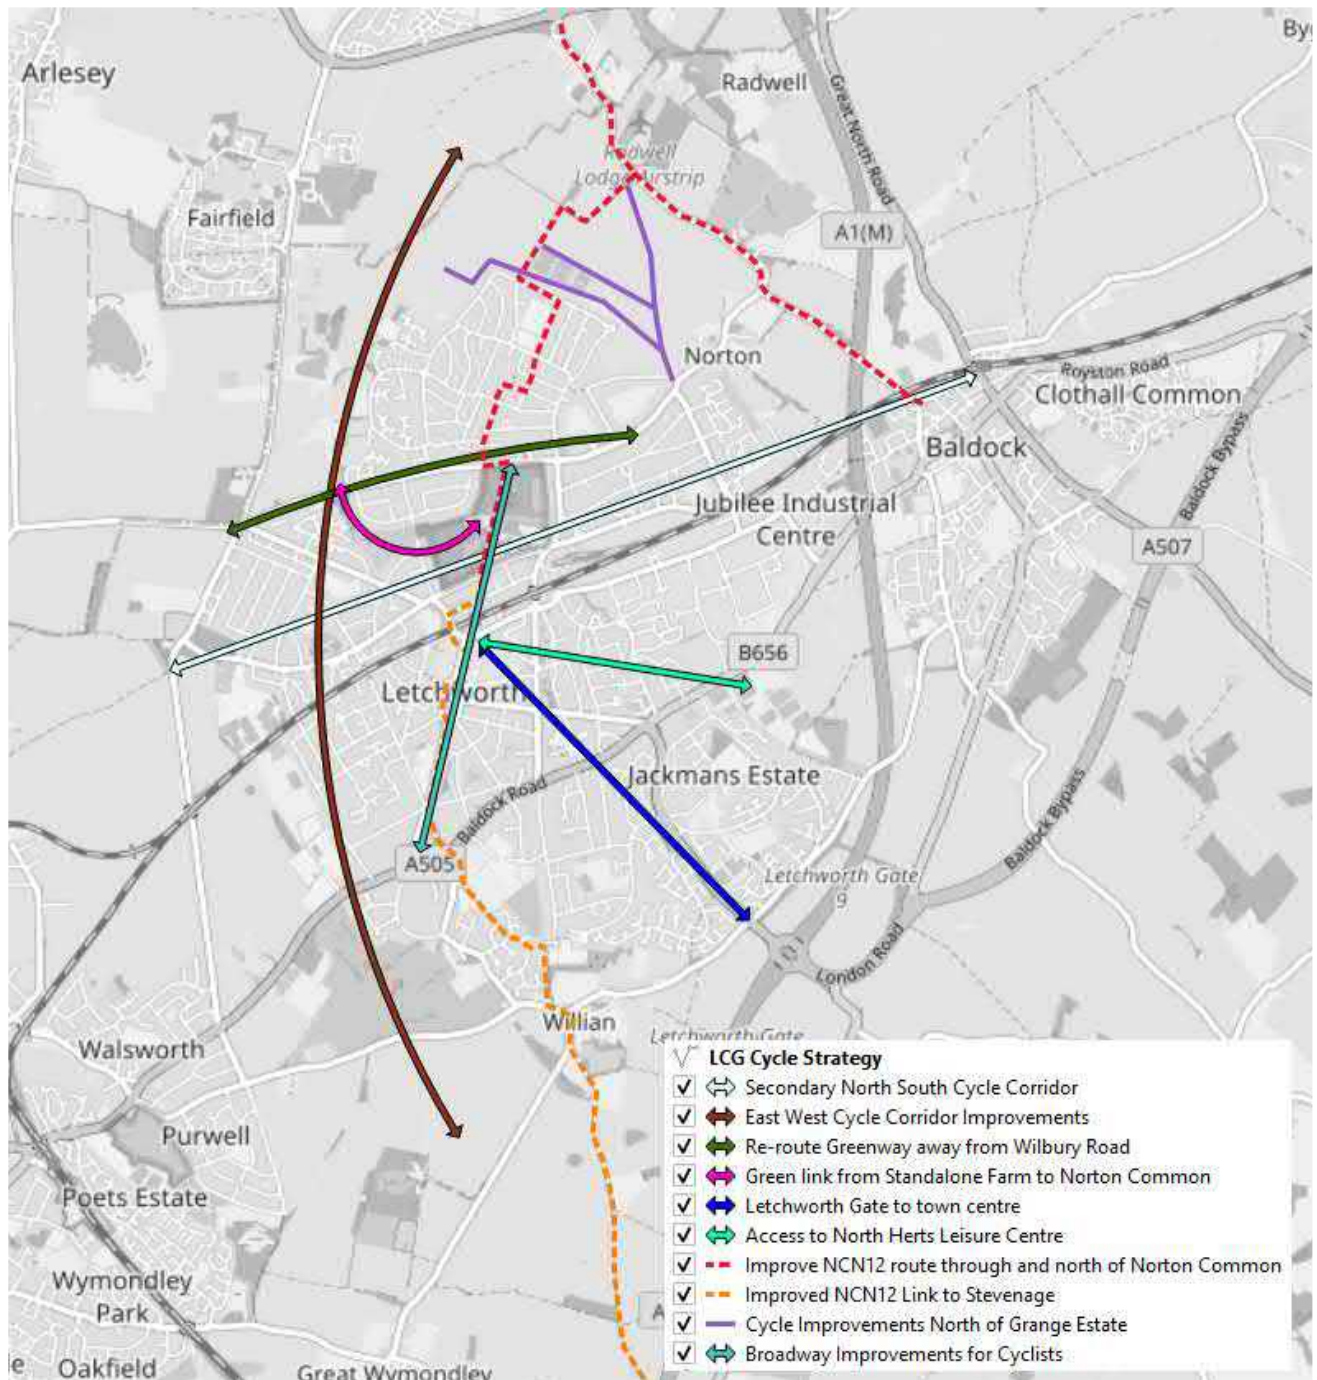 Arlesey
Radwell
Great North Road
Radwell
Lodge Airstrip
Fairfield
A1(M)
Norton
Royston Road
Clothall Common
Baldock
Baldock Bypass
Jubilee Industrial
Centre
A507
B656
Letchworth
Jackmans Estate
Baldock Road
Baldock Bypass
A505
Letchworth Gate
9
London Road
Willian
Letchworth Gate
Walsworth
Purwell
Poets Estate
Wymondley
Park
Oakfield
Great Wymondley
LCG Cycle Strategy
Secondary North South Cycle Corridor
East West Cycle Corridor Improvements
Re-route Greenway away from Wilbury Road
Green link from Standalone Farm to Norton Common
Letchworth Gate to town centre
Access to North Herts Leisure Centre
Improve NCN12 route through and north of Norton Common
Improved NCN12 Link to Stevenage
Cycle Improvements North of Grange Estate
Broadway Improvements for Cyclists